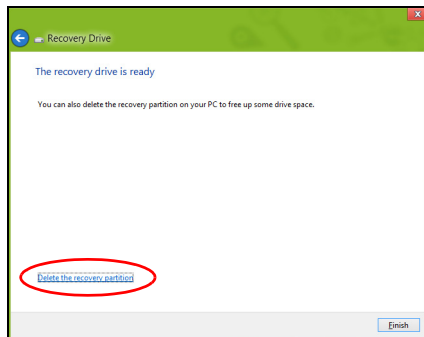 x
Recovery Drive
The recovery drive is ready
You can also delete the recovery partition on your PC to free up some drive space.
Delete the recovery partition
Finish